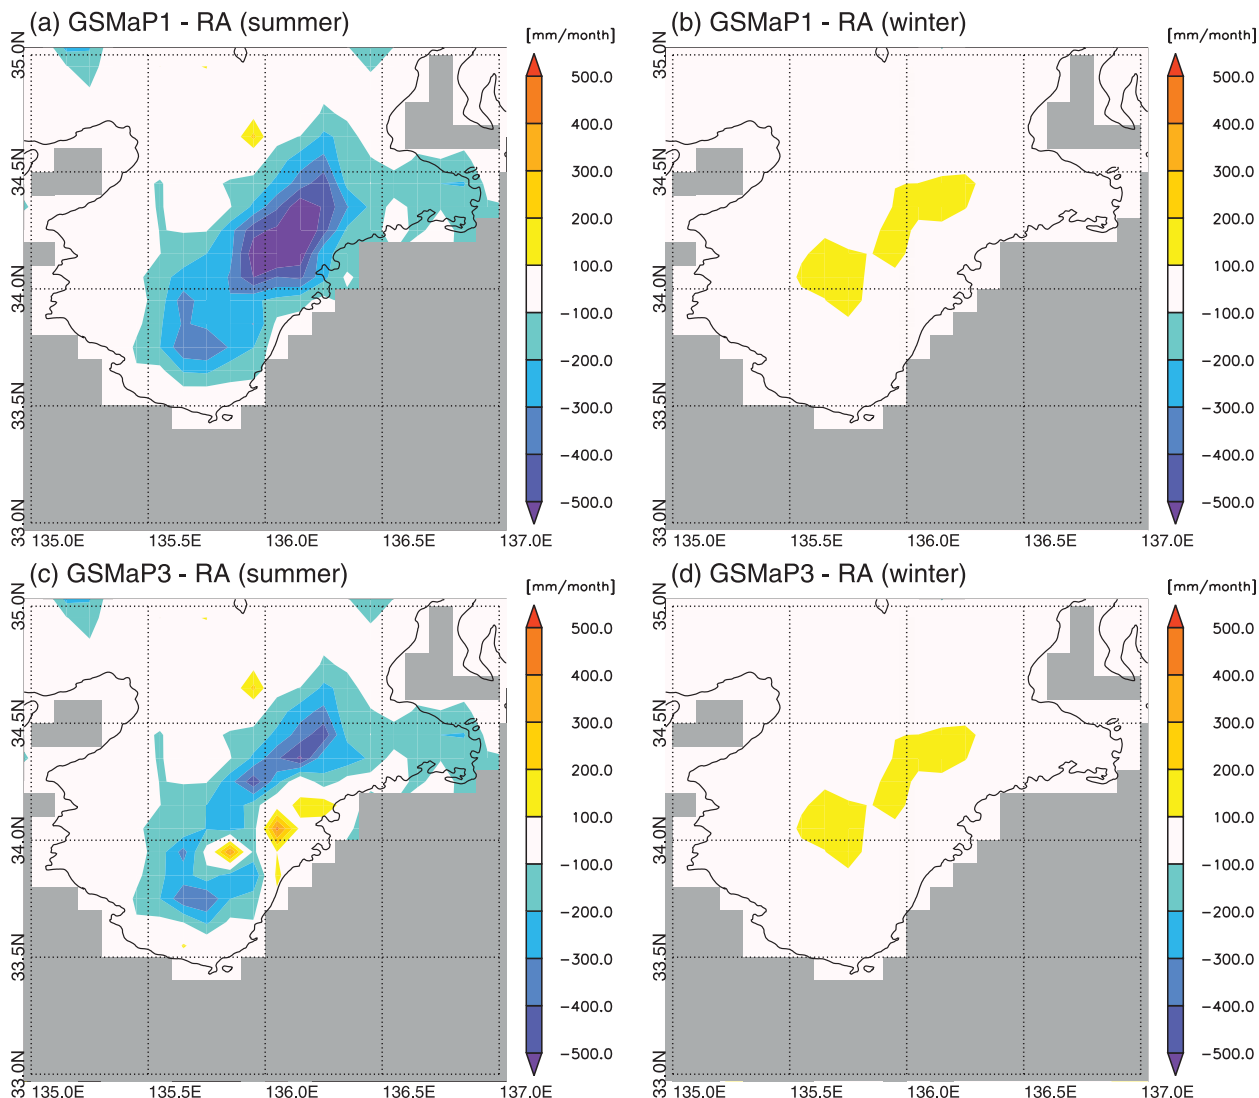 (a) GSMaP1 - RA (summer)
[mm/month]
35.0N
34.5N
34.0N
33.5N
33.0N
135.0E 135.5E 136.0E 136.5E 137.0E
500.0
400.0
300.0
200.0
100.0
-100.0
-200.0
-300.0
-400.0
-500.0
(b) GSMaP1 - RA (winter)
[mm/month]
35.0N
34.5N
34.0N
33.5N
33.0N
135.0E 135.5E 136.0E 136.5E 137.0E
500.0
400.0
300.0
200.0
100.0
-100.0
-200.0
-300.0
-400.0
-500.0
(c) GSMaP3 - RA (summer)
[mm/month]
35.0N
34.5N
34.0N
33.5N
33.0N
135.0E 135.5E 136.0E 136.5E 137.0E
500.0
400.0
300.0
200.0
100.0
-100.0
-200.0
-300.0
-400.0
-500.0
(d) GSMaP3 - RA (winter)
[mm/month]
35.0N
34.5N
34.0N
33.5N
33.0N
135.0E 135.5E 136.0E 136.5E 137.0E
500.0
400.0
300.0
200.0
100.0
-100.0
-200.0
-300.0
-400.0
-500.0